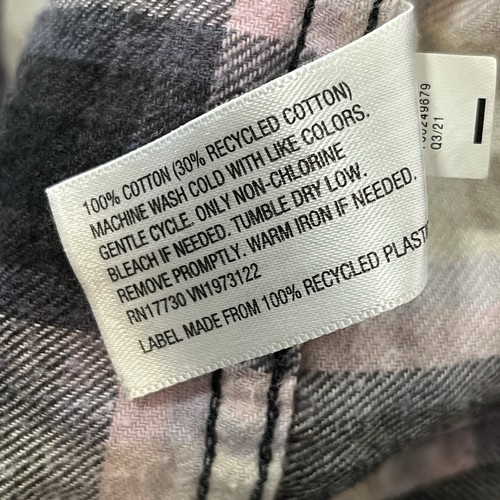 100% COTTON (30% RECYCLED COTTON)
MACHINE WASH COLD WITH LIKE COLORS.
GENTLE CYCLE. ONLY NON-CHLORINE
BLEACH IF NEEDED. TUMBLE DRY LOW.
REMOVE PROMPTLY. WARM IRON IF NEEDED.
RN17730 VN1973122
LABEL MADE FROM 100% RECYCLED PLASTI
Q3/21